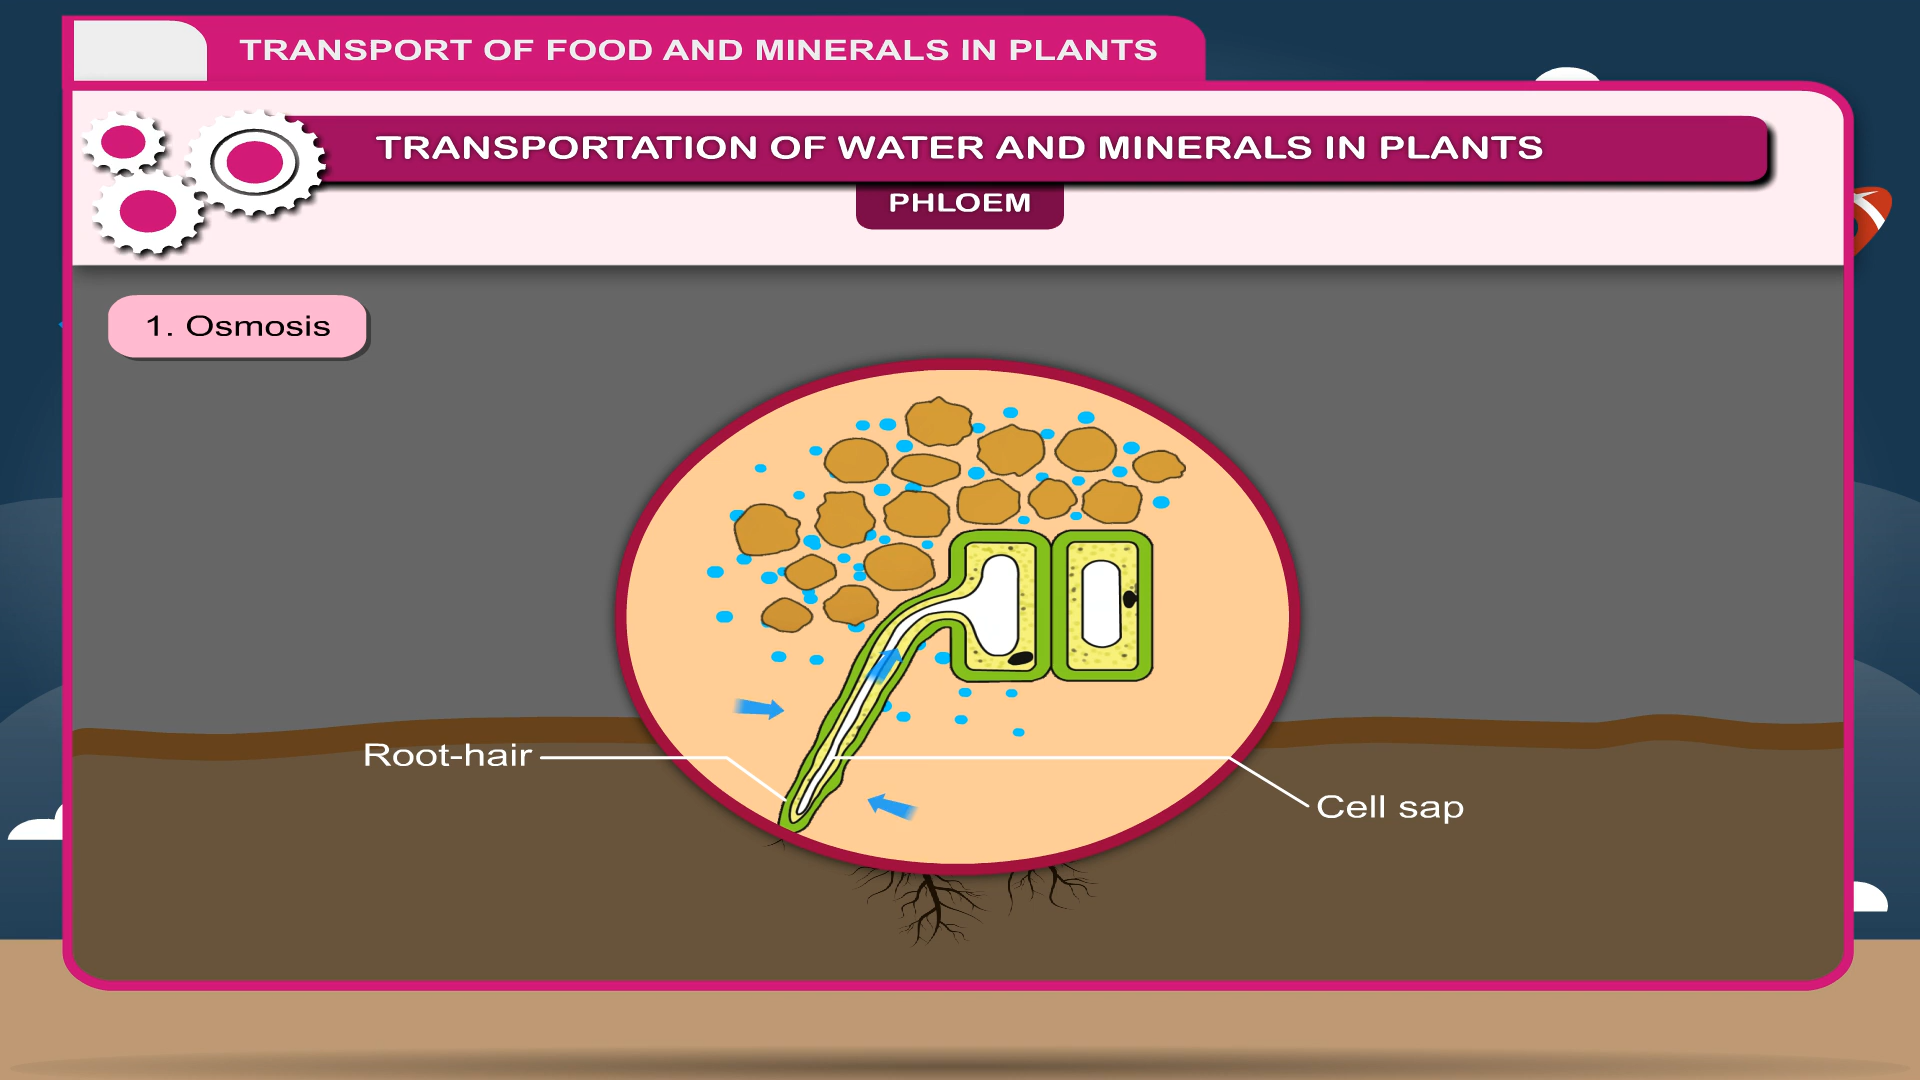 TRANSPORT OF FOOD AND MINERALS IN PLANTS
TRANSPORTATION OF WATER AND MINERALS IN PLANTS
PHLOEM
1. Osmosis
Root-hair
Cell sap